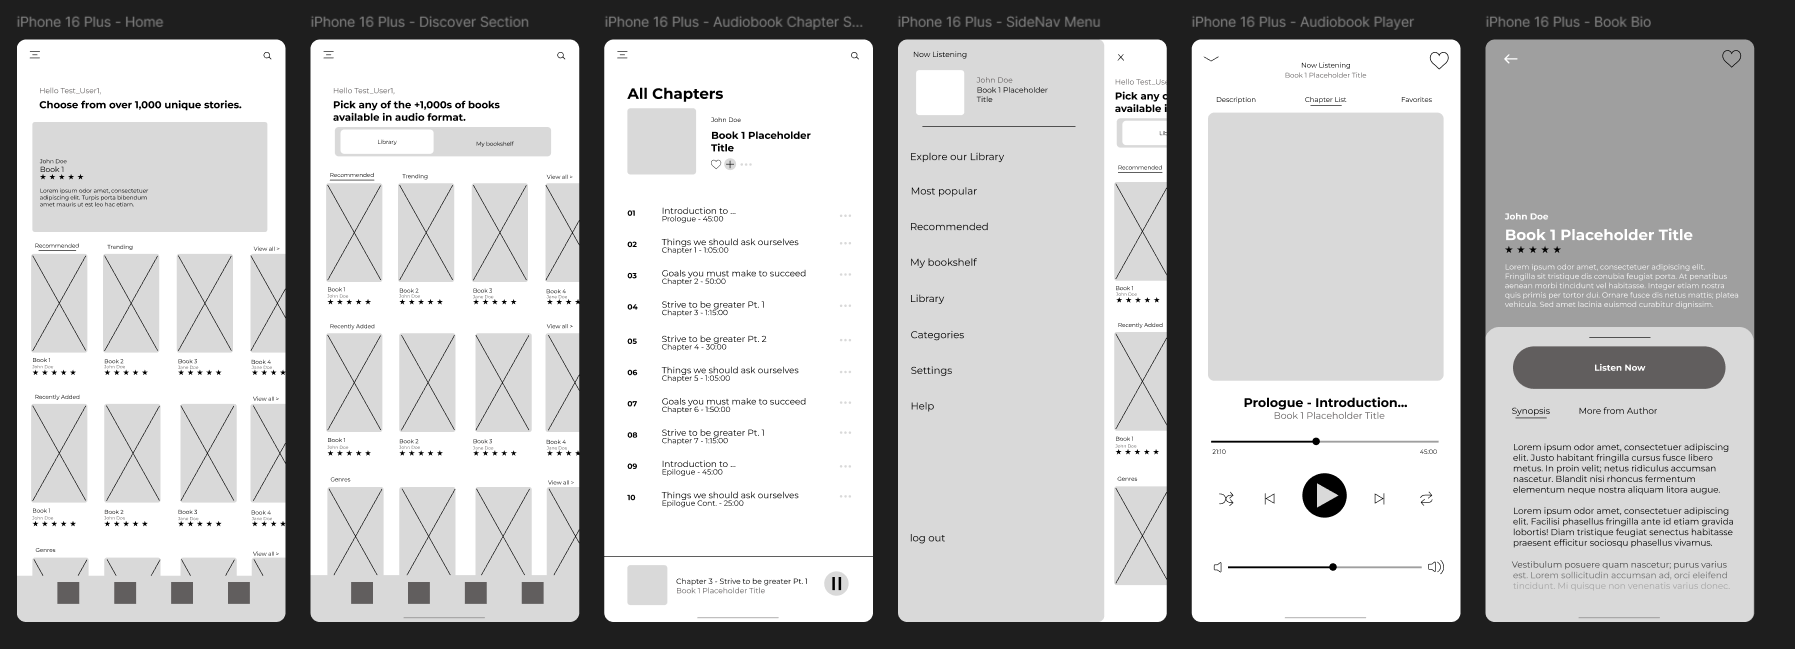 iPhone 16 Plus - Home
Hello Test_User1,
Choose from over 1,000 unique stories.
John Doe
Book 1
★ ★ ★ ★ ★
Lorem ipsum odor amet, consectetuer
adipiscing elit. Turpis porta bibendum
amet mauris ut est leo hac etiam.
Recommended
Trending
View all >
Book 1
John Doe
★ ★ ★ ★ ★
Book 2
John Doe
★ ★ ★ ★ ★
Book 3
Jane Doe
★ ★ ★ ★ ★
Book 4
Jane Doe
★ ★ ★ ★
Recently Added
View all >
Book 1
John Doe
★ ★ ★ ★ ★
Book 2
John Doe
★ ★ ★ ★ ★
Book 3
Jane Doe
★ ★ ★ ★ ★
Book 4
Jane Doe
★ ★ ★ ★
Genres
View all >
iPhone 16 Plus - Discover Section
Hello Test_User1,
Pick any of the +1,000s of books
available in audio format.
Library
My bookshelf
Recommended
Trending
View all >
Book 1
John Doe
★ ★ ★ ★ ★
Book 2
John Doe
★ ★ ★ ★ ★
Book 3
Jane Doe
★ ★ ★ ★ ★
Book 4
Jane Doe
★ ★ ★ ★
Recently Added
View all >
Book 1
John Doe
★ ★ ★ ★ ★
Book 2
John Doe
★ ★ ★ ★ ★
Book 3
Jane Doe
★ ★ ★ ★ ★
Book 4
Jane Doe
★ ★ ★ ★
Genres
View all >
iPhone 16 Plus - Audiobook Chapter S...
All Chapters
John Doe
Book 1 Placeholder
Title
01
Introduction to ...
Prologue - 45:00
02
Things we should ask ourselves
Chapter 1 - 1:05:00
03
Goals you must make to succeed
Chapter 2 - 50:00
04
Strive to be greater Pt. 1
Chapter 3 - 1:15:00
05
Strive to be greater Pt. 2
Chapter 4 - 30:00
06
Things we should ask ourselves
Chapter 5 - 1:05:00
07
Goals you must make to succeed
Chapter 6 - 1:50:00
08
Strive to be greater Pt. 1
Chapter 7 - 1:15:00
09
Introduction to ...
Epilogue - 45:00
10
Things we should ask ourselves
Epilogue Cont. - 25:00
Chapter 3 - Strive to be greater Pt. 1
Book 1 Placeholder Title
iPhone 16 Plus - SideNav Menu
Now Listening
John Doe
Book 1 Placeholder
Title
Explore our Library
Most popular
Recommended
My bookshelf
Library
Categories
Settings
Help
log out
Hello Test_Use
Pick any c
available i
Lib
Recommended
Book 1
John Doe
★ ★ ★ ★ ★
Recently Added
Book 1
John Doe
★ ★ ★ ★ ★
Genres
iPhone 16 Plus - Audiobook Player
Now Listening
Book 1 Placeholder Title
Description
Chapter List
Favorites
Prologue - Introduction...
Book 1 Placeholder Title
21:10
45:00
iPhone 16 Plus - Book Bio
John Doe
Book 1 Placeholder Title
★ ★ ★ ★ ★
Lorem ipsum odor amet, consectetuer adipiscing elit.
Fringilla sit tristique dis conubia feugiat porta. At penatibus
aenean morbi tincidunt vel habitasse. Integer etiam nostra
quis primis per tortor dui. Ornare fusce dis netus mattis; platea
vehicula. Sed amet lacinia euismod curabitur dignissim.
Listen Now
Synopsis
More from Author
Lorem ipsum odor amet, consectetuer adipiscing
elit. Justo habitant fringilla cursus fusce libero
metus. In proin velit; netus ridiculus accumsan
nascetur. Blandit nisi rhoncus fermentum
elementum neque nostra aliquam litora augue.
Lorem ipsum odor amet, consectetuer adipiscing
elit. Facilisi phasellus fringilla ante id etiam gravida
lobortis! Diam tristique feugiat senectus habitasse
praesent efficitur sociosqu phasellus vivamus.
Vestibulum posuere quam nascetur; purus varius
est. Lorem sollicitudin accumsan ad, orci eleifend
tincidunt. Mi quisque non venenatis varius donec.